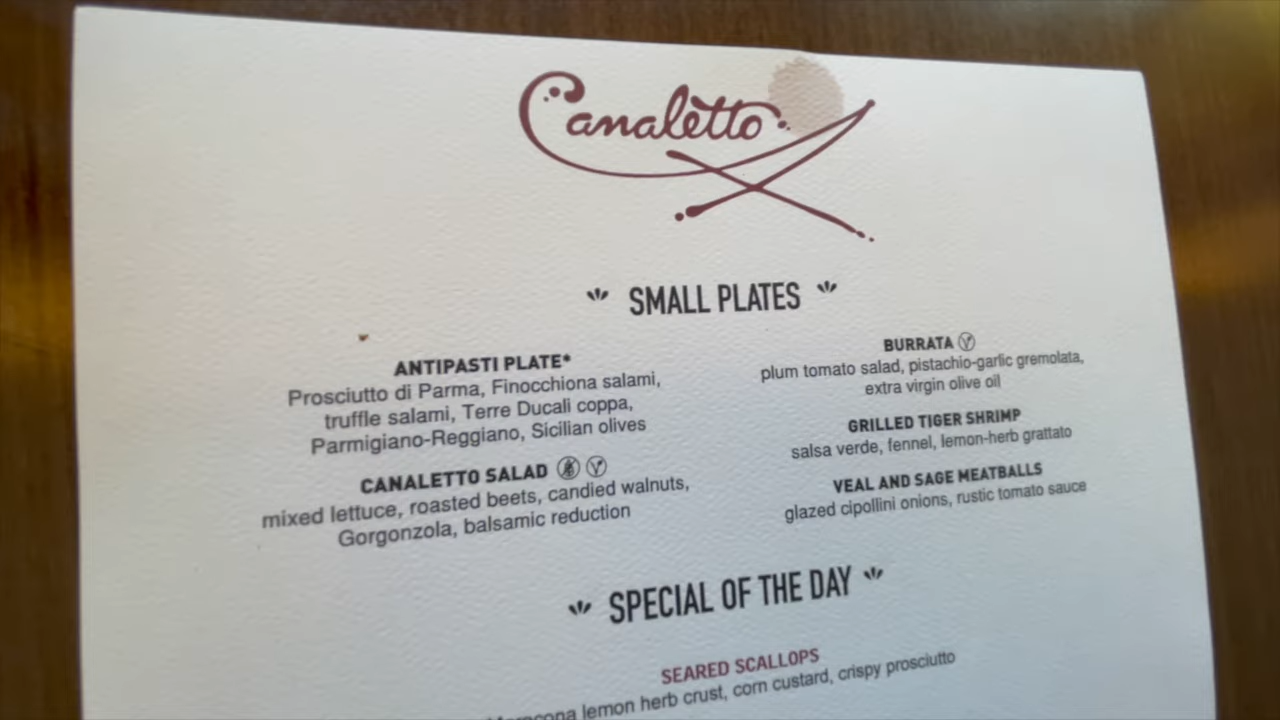 Canaletto
SMALL PLATES
ANTIPASTI PLATE*
Prosciutto di Parma, Finocchiona salami,
truffle salami, Terre Ducali coppa,
Parmigiano-Reggiano, Sicilian olives
CANALETTO SALAD
mixed lettuce, roasted beets, candied walnuts,
Gorgonzola, balsamic reduction
BURRATA
plum tomato salad, pistachio-garlic gremolata,
extra virgin olive oil
GRILLED TIGER SHRIMP
salsa verde, fennel, lemon-herb grattato
VEAL AND SAGE MEATBALLS
glazed cipollini onions, rustic tomato sauce
SPECIAL OF THE DAY
SEARED SCALLOPS
lemon herb crust, corn custard, crispy prosciutto